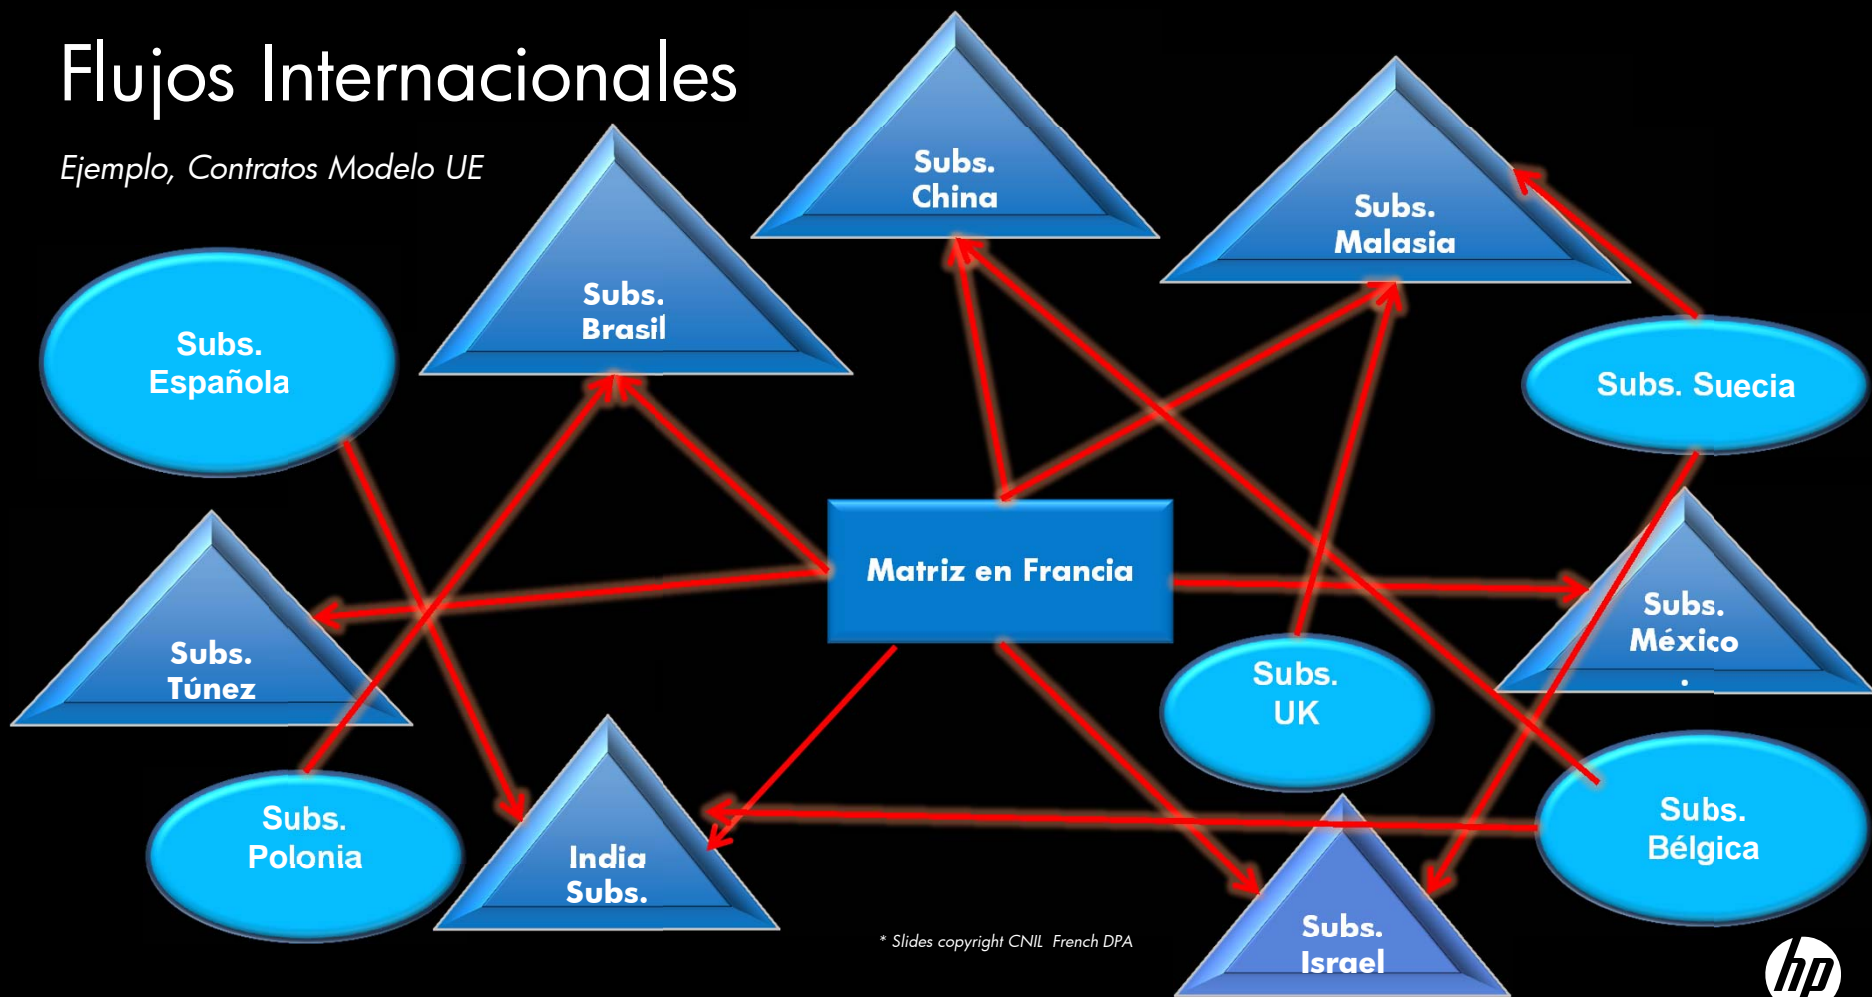 Flujos Internacionales
Ejemplo, Contratos Modelo UE
Subs.
China
Subs.
Malasia
Subs.
Brasil
Subs.
Española
Subs. Suecia
Matriz en Francia
Subs.
México
.
Subs.
Túnez
Subs.
UK
Subs.
Polonia
India
Subs.
Subs.
Bélgica
Subs.
Israel
* Slides copyright CNIL French DPA
hp